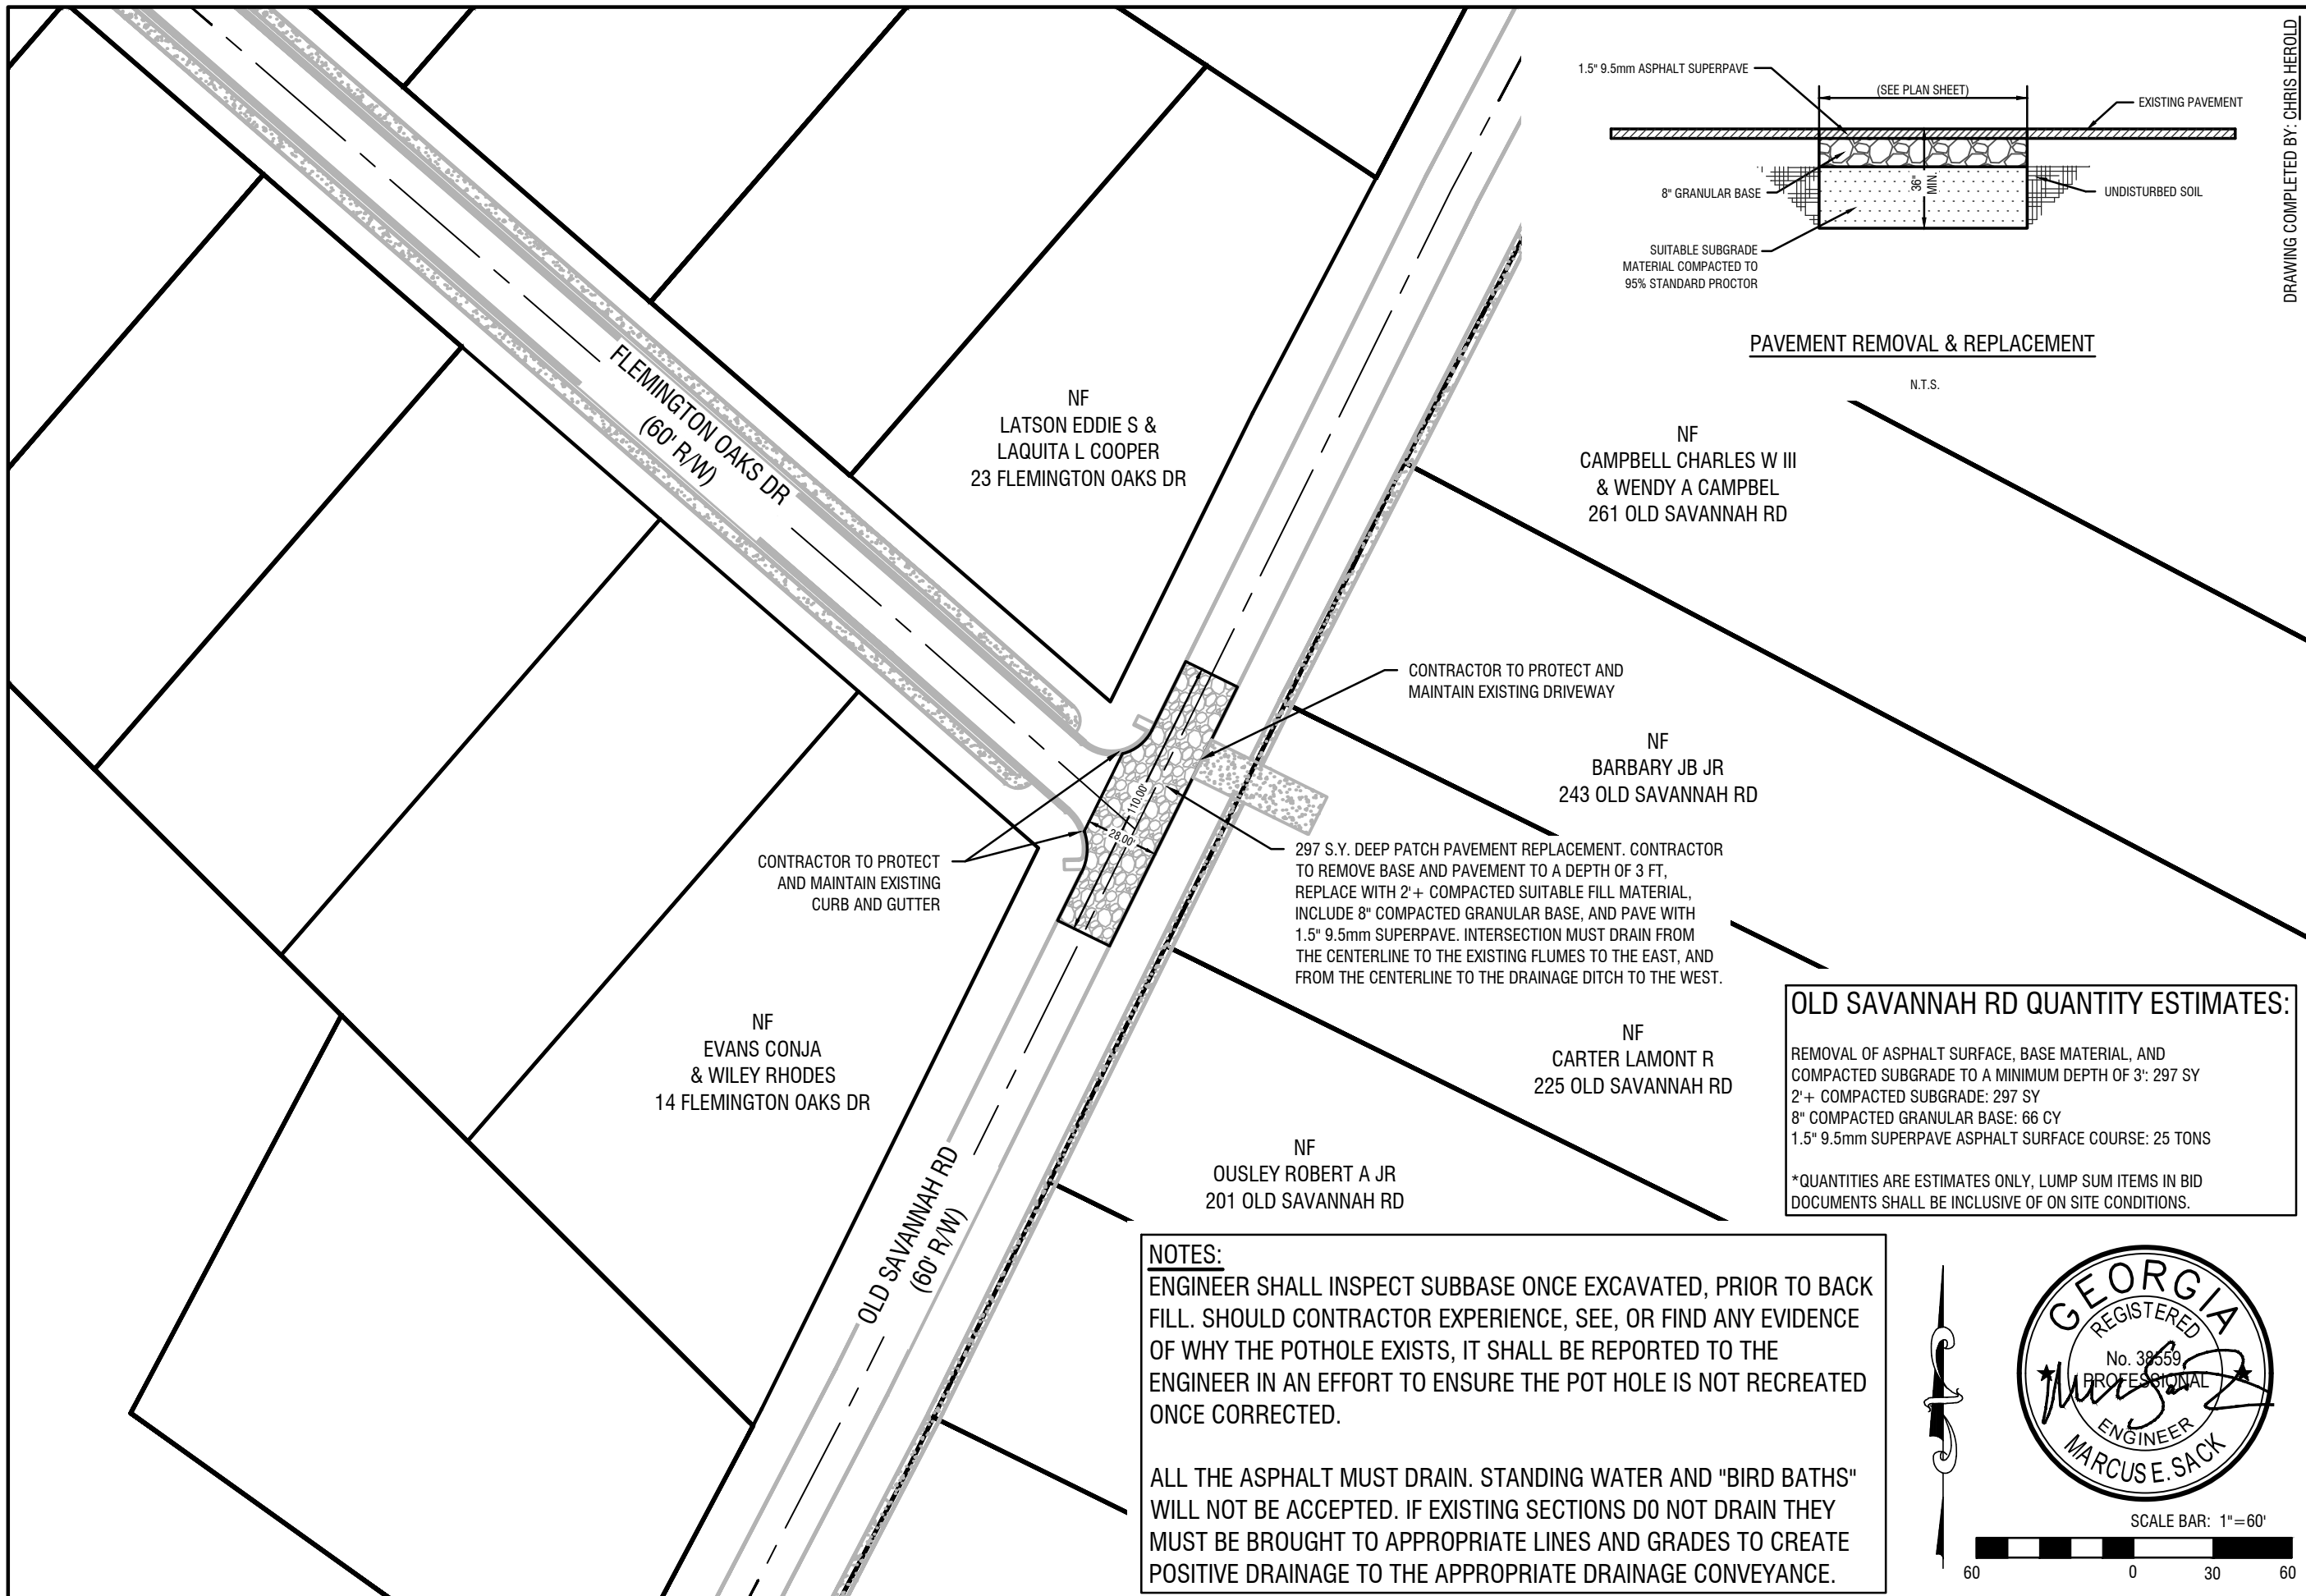 1.5" 9.5mm ASPHALT SUPERPAVE
(SEE PLAN SHEET)
EXISTING PAVEMENT
8" GRANULAR BASE
36"
MIN.
UNDISTURBED SOIL
SUITABLE SUBGRADE
MATERIAL COMPACTED TO
95% STANDARD PROCTOR
PAVEMENT REMOVAL & REPLACEMENT
N.T.S.
DRAWING COMPLETED BY: CHRIS HEROLD
FLEMINGTON OAKS DR
(60' R/W)
NF
LATSON EDDIE S &
LAQUITA L COOPER
23 FLEMINGTON OAKS DR
NF
CAMPBELL CHARLES W III
& WENDY A CAMPBEL
261 OLD SAVANNAH RD
CONTRACTOR TO PROTECT AND
MAINTAIN EXISTING DRIVEWAY
NF
BARBARY JB JR
243 OLD SAVANNAH RD
110.00'
28.00'
CONTRACTOR TO PROTECT
AND MAINTAIN EXISTING
CURB AND GUTTER
297 S.Y. DEEP PATCH PAVEMENT REPLACEMENT. CONTRACTOR
TO REMOVE BASE AND PAVEMENT TO A DEPTH OF 3 FT,
REPLACE WITH 2'+ COMPACTED SUITABLE FILL MATERIAL,
INCLUDE 8" COMPACTED GRANULAR BASE, AND PAVE WITH
1.5" 9.5mm SUPERPAVE. INTERSECTION MUST DRAIN FROM
THE CENTERLINE TO THE EXISTING FLUMES TO THE EAST, AND
FROM THE CENTERLINE TO THE DRAINAGE DITCH TO THE WEST.
NF
EVANS CONJA
& WILEY RHODES
14 FLEMINGTON OAKS DR
NF
CARTER LAMONT R
225 OLD SAVANNAH RD
NF
OUSLEY ROBERT A JR
201 OLD SAVANNAH RD
OLD SAVANNAH RD
(60' R/W)
OLD SAVANNAH RD QUANTITY ESTIMATES:
REMOVAL OF ASPHALT SURFACE, BASE MATERIAL, AND
COMPACTED SUBGRADE TO A MINIMUM DEPTH OF 3': 297 SY
2'+ COMPACTED SUBGRADE: 297 SY
8" COMPACTED GRANULAR BASE: 66 CY
1.5" 9.5mm SUPERPAVE ASPHALT SURFACE COURSE: 25 TONS
*QUANTITIES ARE ESTIMATES ONLY, LUMP SUM ITEMS IN BID
DOCUMENTS SHALL BE INCLUSIVE OF ON SITE CONDITIONS.
NOTES:
ENGINEER SHALL INSPECT SUBBASE ONCE EXCAVATED, PRIOR TO BACK
FILL. SHOULD CONTRACTOR EXPERIENCE, SEE, OR FIND ANY EVIDENCE
OF WHY THE POTHOLE EXISTS, IT SHALL BE REPORTED TO THE
ENGINEER IN AN EFFORT TO ENSURE THE POT HOLE IS NOT RECREATED
ONCE CORRECTED.
ALL THE ASPHALT MUST DRAIN. STANDING WATER AND "BIRD BATHS"
WILL NOT BE ACCEPTED. IF EXISTING SECTIONS DO NOT DRAIN THEY
MUST BE BROUGHT TO APPROPRIATE LINES AND GRADES TO CREATE
POSITIVE DRAINAGE TO THE APPROPRIATE DRAINAGE CONVEYANCE.
GEORGIA
REGISTERED
No. 38559
PROFESSIONAL
ENGINEER
MARCUS E. SACK
SCALE BAR: 1"=60'
60 0 30 60